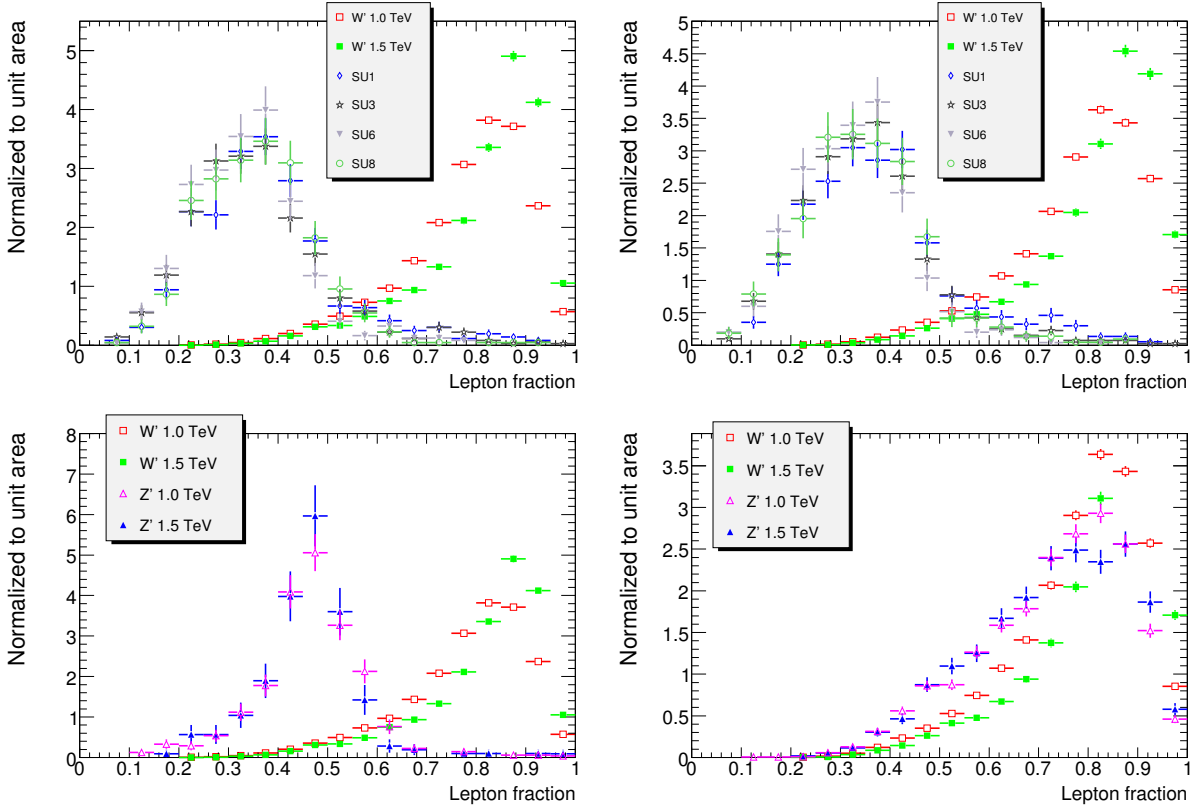 Normalized to unit area
5
4
3
2
1
0
W' 1.0 TeV
W' 1.5 TeV
SU1
SU3
SU6
SU8
0 0.1 0.2 0.3 0.4 0.5 0.6 0.7 0.8 0.9 1
Lepton fraction
Normalized to unit area
5
4.5
4
3.5
3
2.5
2
1.5
1
0.5
0
W' 1.0 TeV
W' 1.5 TeV
SU1
SU3
SU6
SU8
0 0.1 0.2 0.3 0.4 0.5 0.6 0.7 0.8 0.9 1
Lepton fraction
Normalized to unit area
8
7
6
5
4
3
2
1
0
W' 1.0 TeV
W' 1.5 TeV
Z' 1.0 TeV
Z' 1.5 TeV
0 0.1 0.2 0.3 0.4 0.5 0.6 0.7 0.8 0.9 1
Lepton fraction
Normalized to unit area
3.5
3
2.5
2
1.5
1
0.5
0
W' 1.0 TeV
W' 1.5 TeV
Z' 1.0 TeV
Z' 1.5 TeV
0 0.1 0.2 0.3 0.4 0.5 0.6 0.7 0.8 0.9 1
Lepton fraction